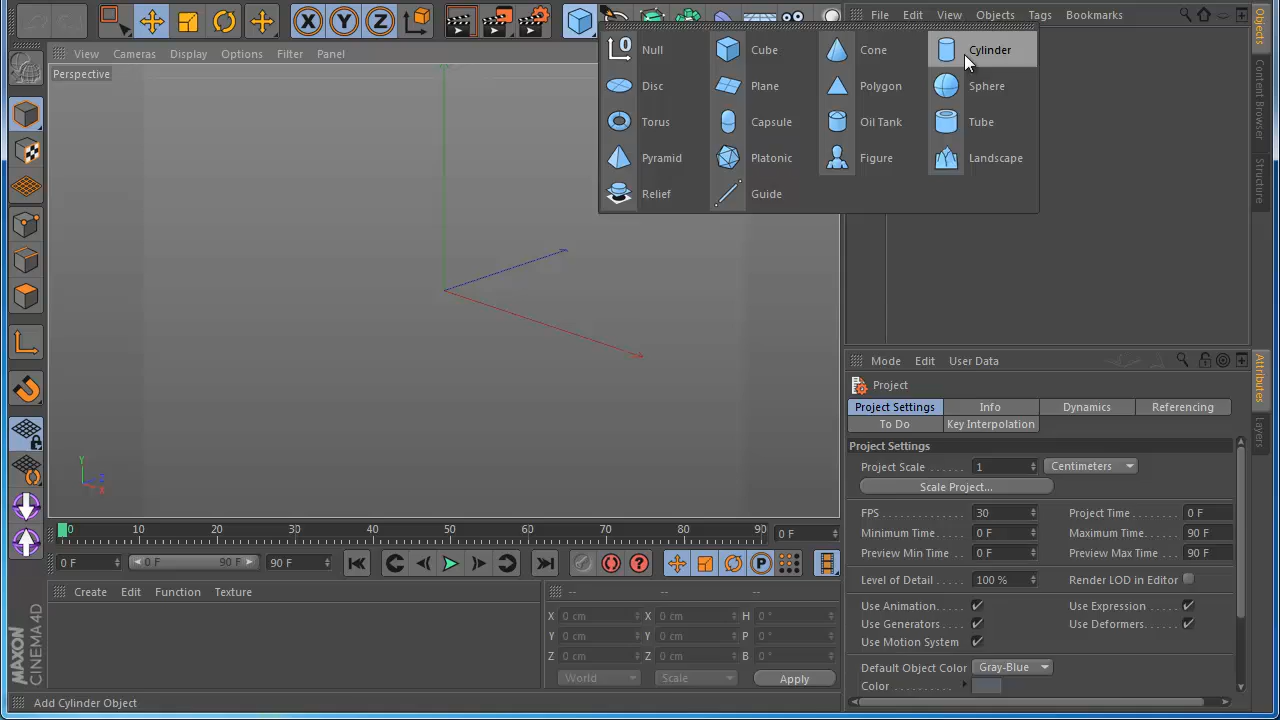 File Edit View Objects Tags Bookmarks
View Cameras Display Options Filter Panel
Perspective
Null Cube Cone Cylinder
Disc Plane Polygon Sphere
Torus Capsule Oil Tank Tube
Pyramid Platonic Figure Landscape
Relief Guide
Objects
Content Browser
Structure
Mode Edit User Data
Project
Project Settings Info Dynamics Referencing
To Do Key Interpolation
Project Settings
Project Scale ...... 1 Centimeters
Scale Project...
FPS 30 Project Time 0 F
Minimum Time 0 F Maximum Time 90 F
Preview Min Time 0 F Preview Max Time 90 F
Level of Detail 100 % Render LOD in Editor
Use Animation Use Expression
Use Generators Use Deformers
Use Motion System
Default Object Color Gray-Blue
Color
Attributes
Layers
Y Z X
0 10 20 30 40 50 60 70 80 90 0 F
0 F 0 F 90 F 90 F
Create Edit Function Texture
-- -- --
X 0 cm X 0 cm H 0 °
Y 0 cm Y 0 cm P 0 °
Z 0 cm Z 0 cm B 0 °
World Scale Apply
MAXON CINEMA 4D
Add Cylinder Object